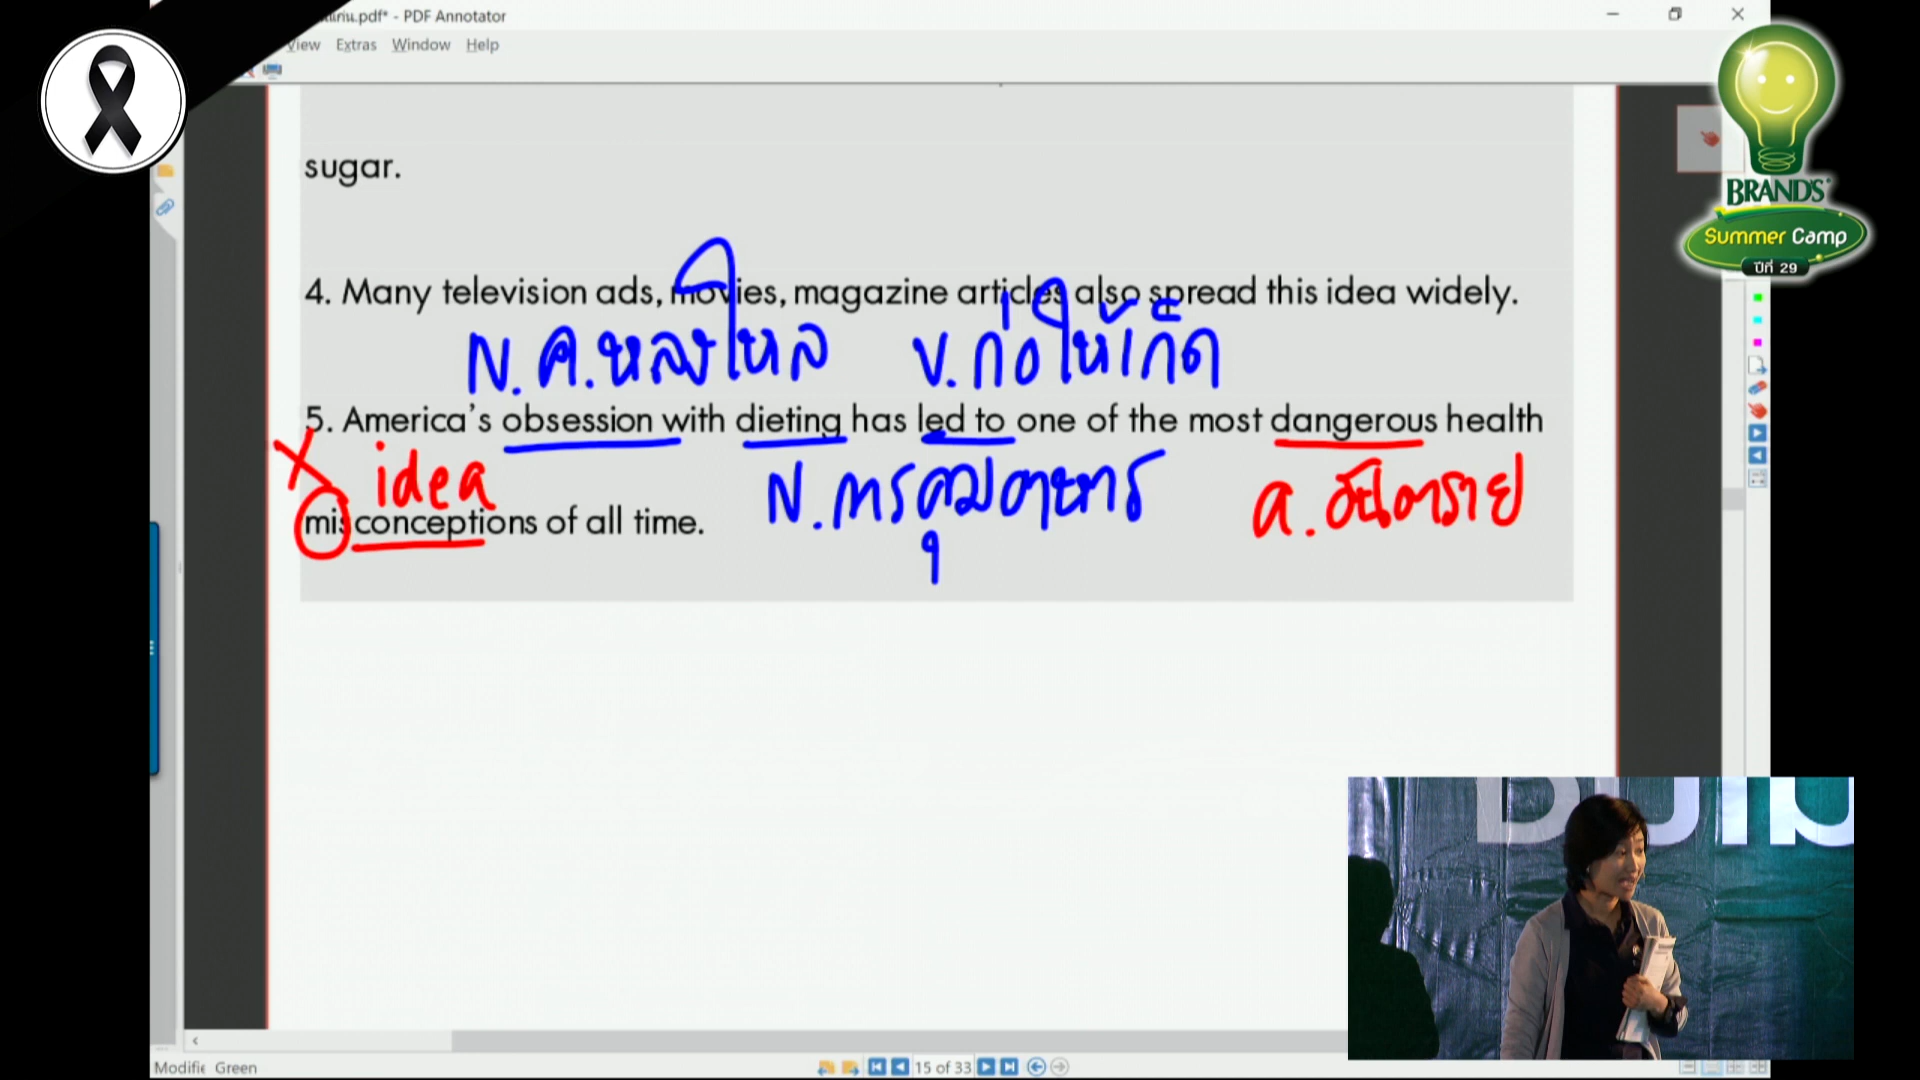 .pdf* - PDF Annotator
View Extras Window Help
sugar.
4. Many television ads, movies, magazine articles also spread this idea widely.
N. ค.หลงใหล v. ก่อให้เกิด
5. America's obsession with dieting has led to one of the most dangerous health
idea
misconceptions of all time.
N. การคุมอาหาร
a. อันตราย
BRAND'S
Summer Camp
ปีที่ 29
Green
15 of 33